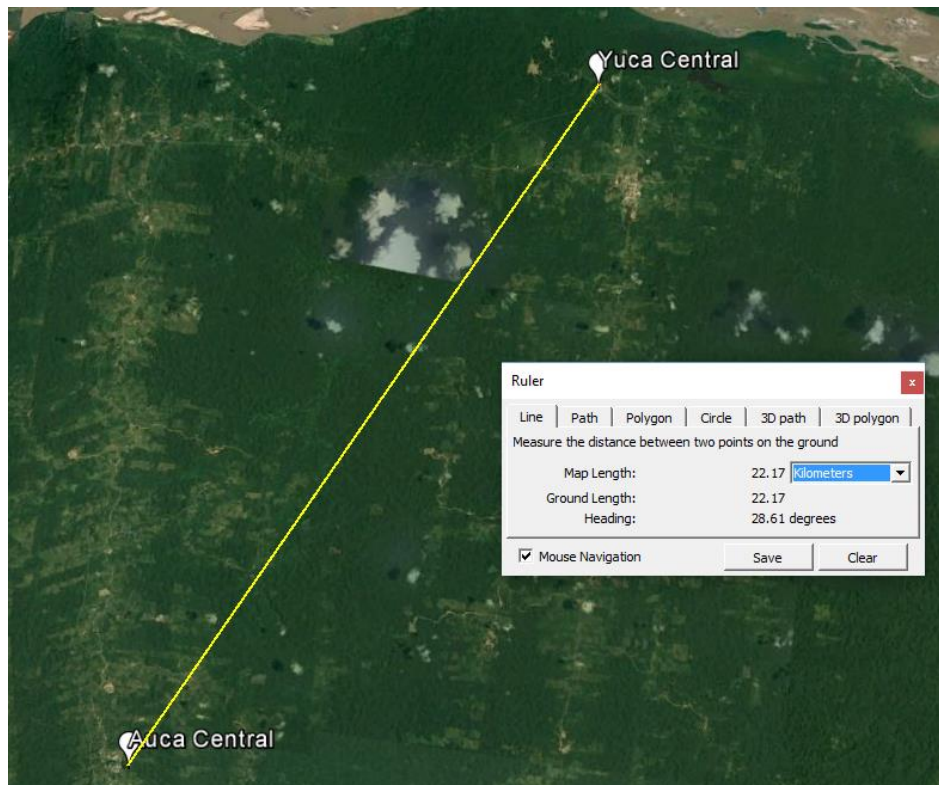 Yuca Central
Ruler
x
Line Path Polygon Circle 3D path 3D polygon
Measure the distance between two points on the ground
Map Length: 22.17 Kilometers
Ground Length: 22.17
Heading: 28.61 degrees
Mouse Navigation Save Clear
Auca Central